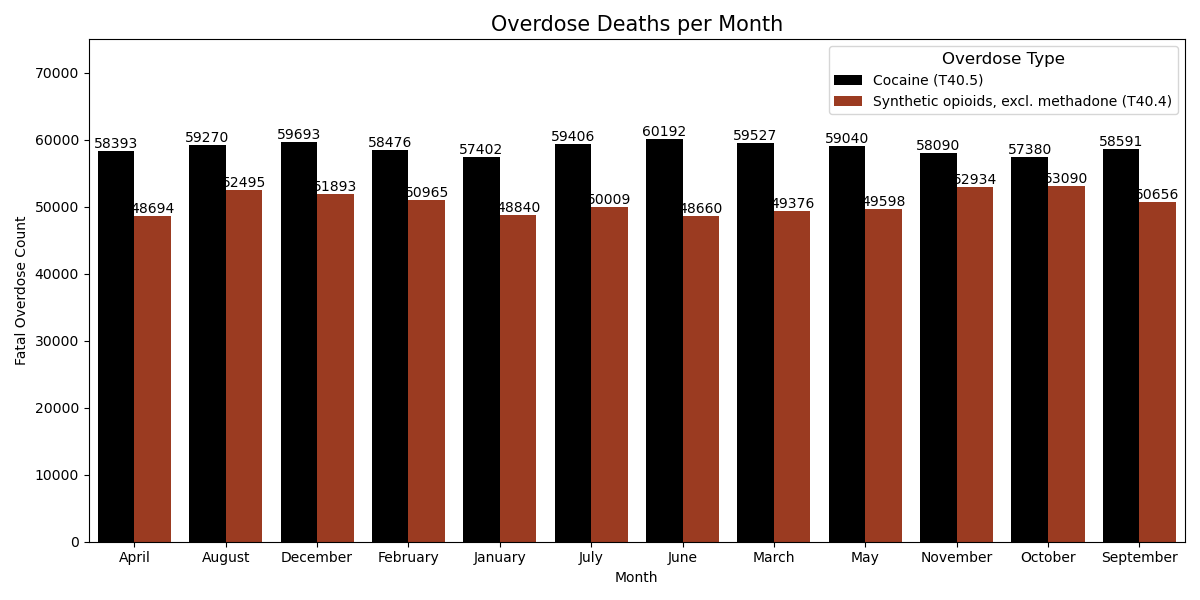 Overdose Deaths per Month
Overdose Type
Cocaine (T40.5)
Synthetic opioids, excl. methadone (T40.4)
70000
60000
50000
40000
30000
20000
10000
0
Fatal Overdose Count
58393 48694 59270 52495 59693 51893 58476 50965 57402 48840 59406 50009 60192 48660 59527 49376 59040 49598 58090 52934 57380 53090 58591 50656
April August December February January July June March May November October September
Month